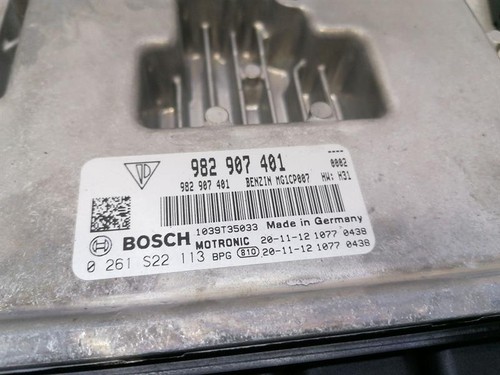 982 907 401
0002
982 907 401 BENZIN MG1CP007 HW: H31
1039T35033 Made in Germany
BOSCH MOTRONIC 20-11-12 1077 0438
0 261 S22 113 BPG 810 20-11-12 1077 0438